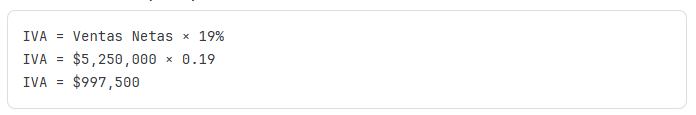 IVA = Ventas Netas × 19%
IVA = $5,250,000 × 0.19
IVA = $997,500